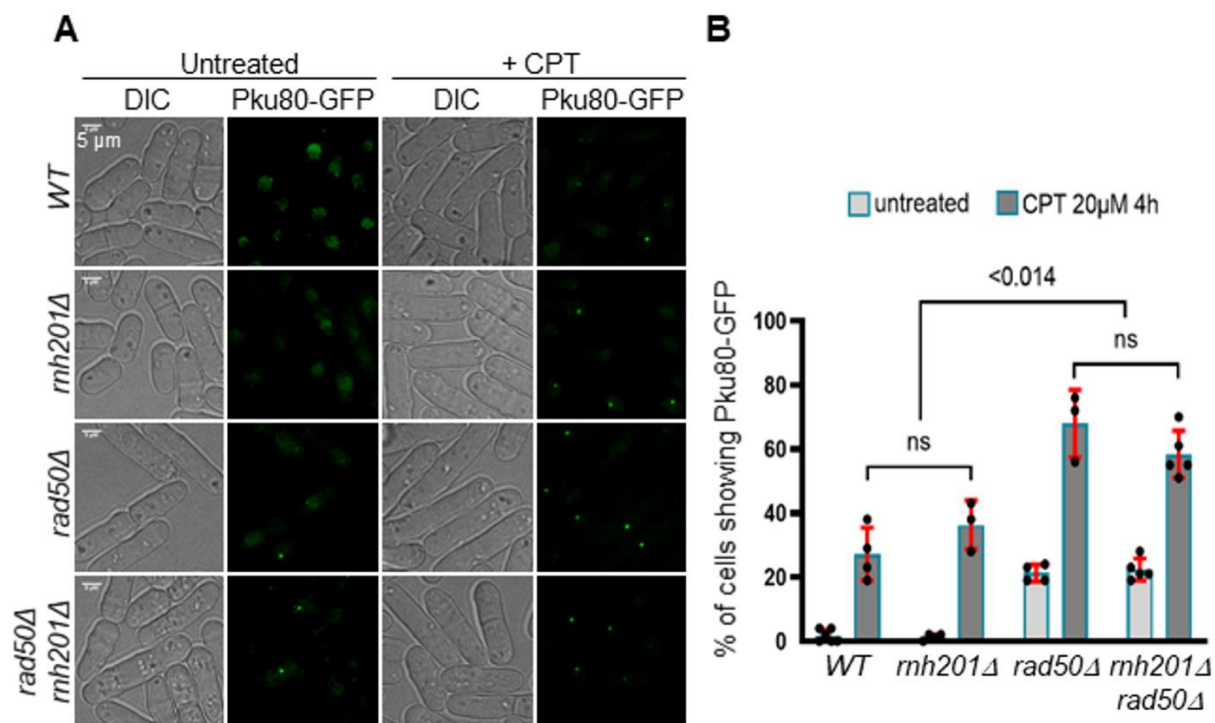 A
Untreated
+ CPT
DIC
Pku80-GFP
DIC
Pku80-GFP
5 µm
WT
rnh201Δ
rad50Δ
rad50Δ
rnh201Δ
B
untreated
CPT 20µM 4h
<0.014
ns
ns
% of cells showing Pku80-GFP
100
80
60
40
20
0
WT
rnh201Δ
rad50Δ
rnh201Δ
rad50Δ